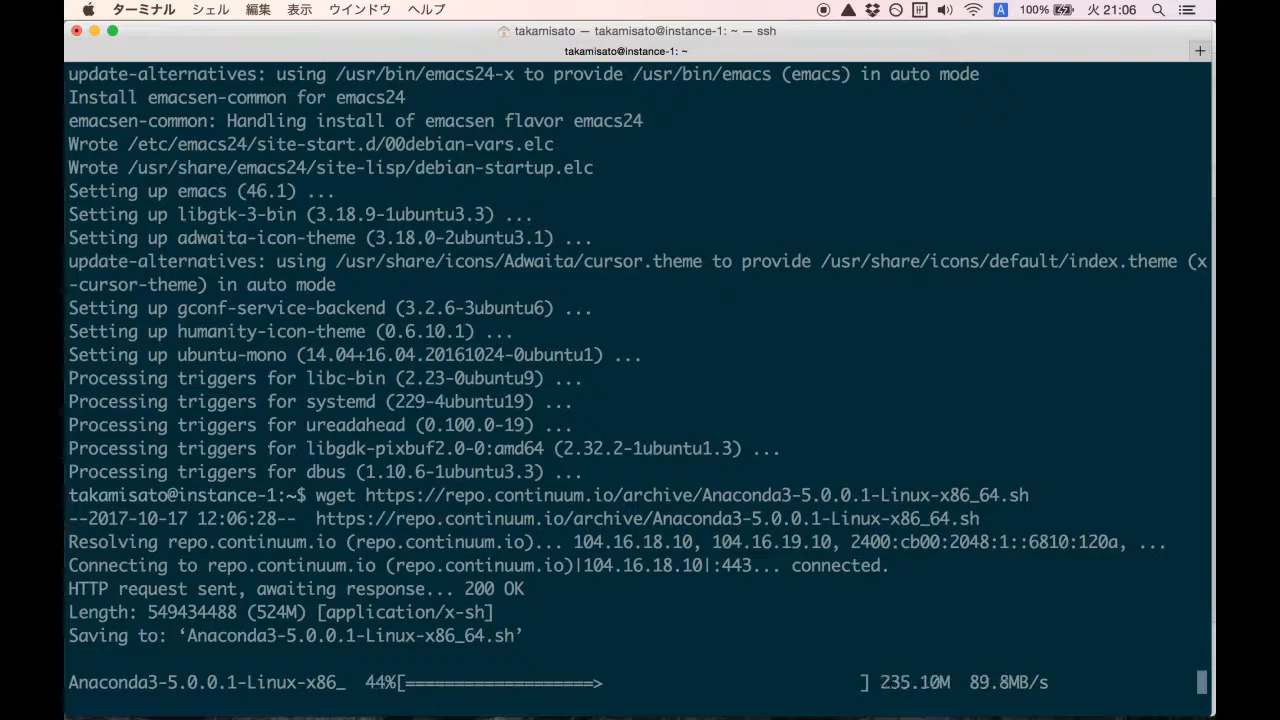 ターミナル シェル 編集 表示 ウインドウ ヘルプ A 100% 火 21:06
takamisato — takamisato@instance-1: ~ — ssh
takamisato@instance-1: ~
update-alternatives: using /usr/bin/emacs24-x to provide /usr/bin/emacs (emacs) in auto mode
Install emacsen-common for emacs24
emacsen-common: Handling install of emacsen flavor emacs24
Wrote /etc/emacs24/site-start.d/00debian-vars.elc
Wrote /usr/share/emacs24/site-lisp/debian-startup.elc
Setting up emacs (46.1) ...
Setting up libgtk-3-bin (3.18.9-1ubuntu3.3) ...
Setting up adwaita-icon-theme (3.18.0-2ubuntu3.1) ...
update-alternatives: using /usr/share/icons/Adwaita/cursor.theme to provide /usr/share/icons/default/index.theme (x
-cursor-theme) in auto mode
Setting up gconf-service-backend (3.2.6-3ubuntu6) ...
Setting up humanity-icon-theme (0.6.10.1) ...
Setting up ubuntu-mono (14.04+16.04.20161024-0ubuntu1) ...
Processing triggers for libc-bin (2.23-0ubuntu9) ...
Processing triggers for systemd (229-4ubuntu19) ...
Processing triggers for ureadahead (0.100.0-19) ...
Processing triggers for libgdk-pixbuf2.0-0:amd64 (2.32.2-1ubuntu1.3) ...
Processing triggers for dbus (1.10.6-1ubuntu3.3) ...
takamisato@instance-1:~$ wget https://repo.continuum.io/archive/Anaconda3-5.0.0.1-Linux-x86_64.sh
--2017-10-17 12:06:28--  https://repo.continuum.io/archive/Anaconda3-5.0.0.1-Linux-x86_64.sh
Resolving repo.continuum.io (repo.continuum.io)... 104.16.18.10, 104.16.19.10, 2400:cb00:2048:1::6810:120a, ...
Connecting to repo.continuum.io (repo.continuum.io)|104.16.18.10|:443... connected.
HTTP request sent, awaiting response... 200 OK
Length: 549434488 (524M) [application/x-sh]
Saving to: ‘Anaconda3-5.0.0.1-Linux-x86_64.sh’
Anaconda3-5.0.0.1-Linux-x86_  44%[===================>                          ] 235.10M  89.8MB/s